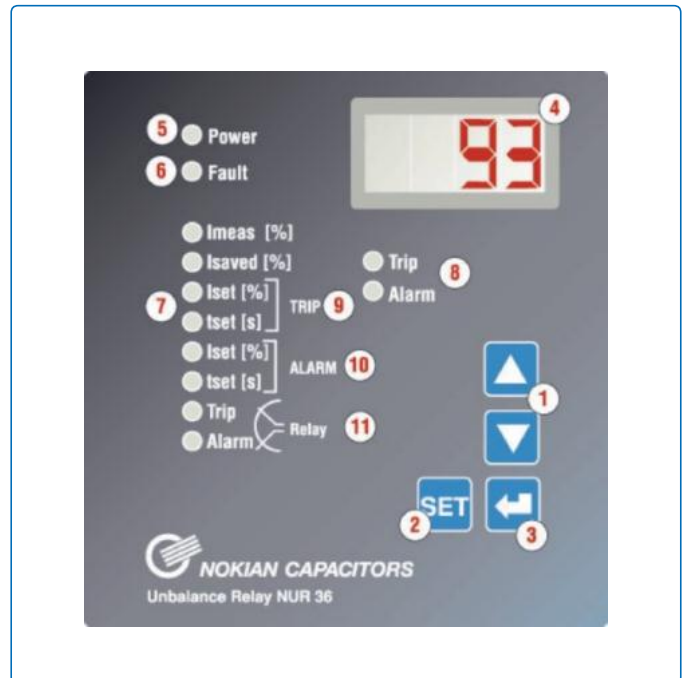 93
4
5 Power
6 Fault
Imeas [%]
Isaved [%]
7
Iset [%]
tset [s]
TRIP 9
Trip
Alarm
8
Iset [%]
tset [s]
ALARM 10
Trip
Alarm
Relay 11
1
SET
2
3
NOKIAN CAPACITORS
Unbalance Relay NUR 36